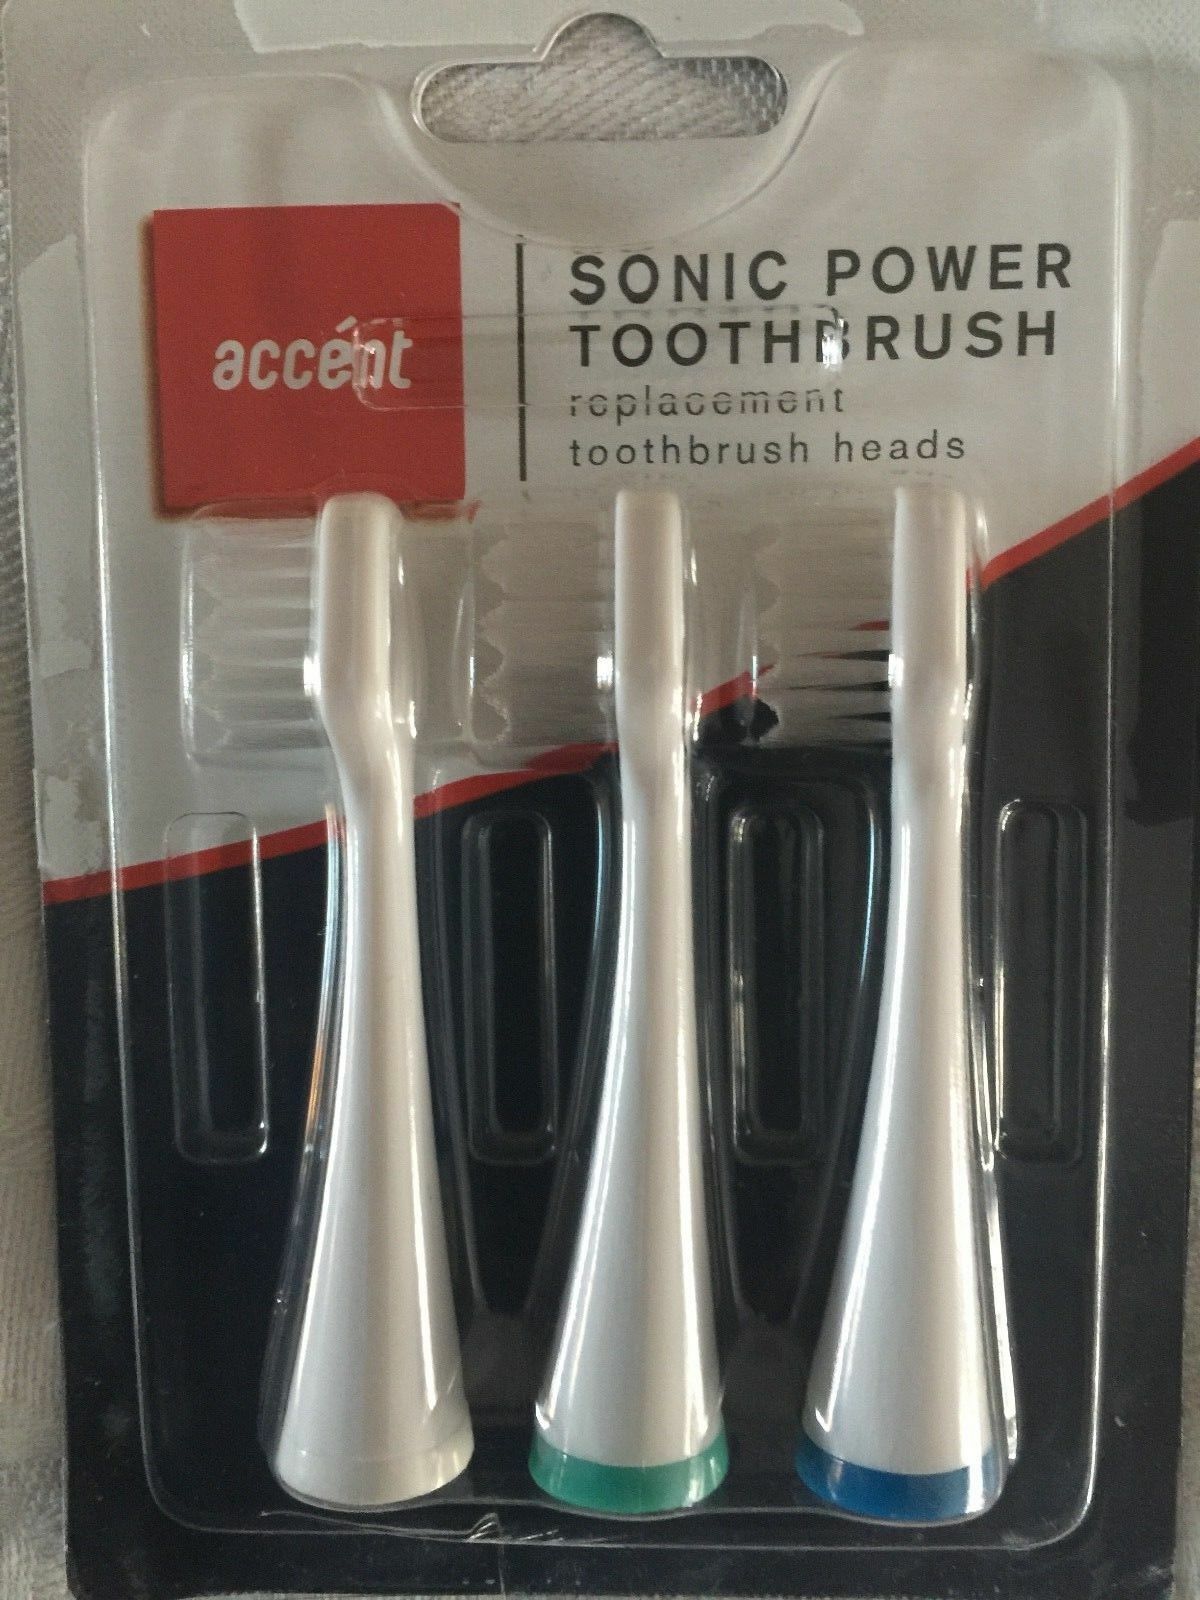 accént
SONIC POWER
TOOTHBRUSH
replacement
toothbrush heads